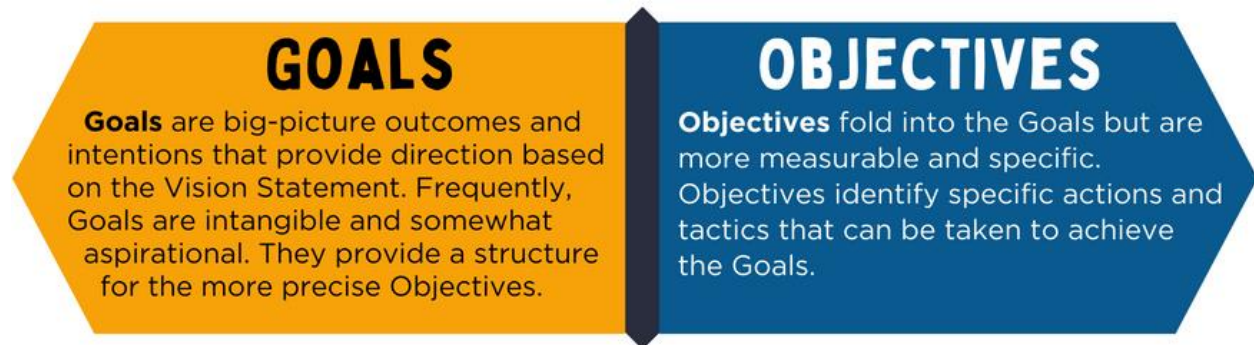 GOALS
Goals are big-picture outcomes and
intentions that provide direction based
on the Vision Statement. Frequently,
Goals are intangible and somewhat
aspirational. They provide a structure
for the more precise Objectives.
OBJECTIVES
Objectives fold into the Goals but are
more measurable and specific.
Objectives identify specific actions and
tactics that can be taken to achieve
the Goals.